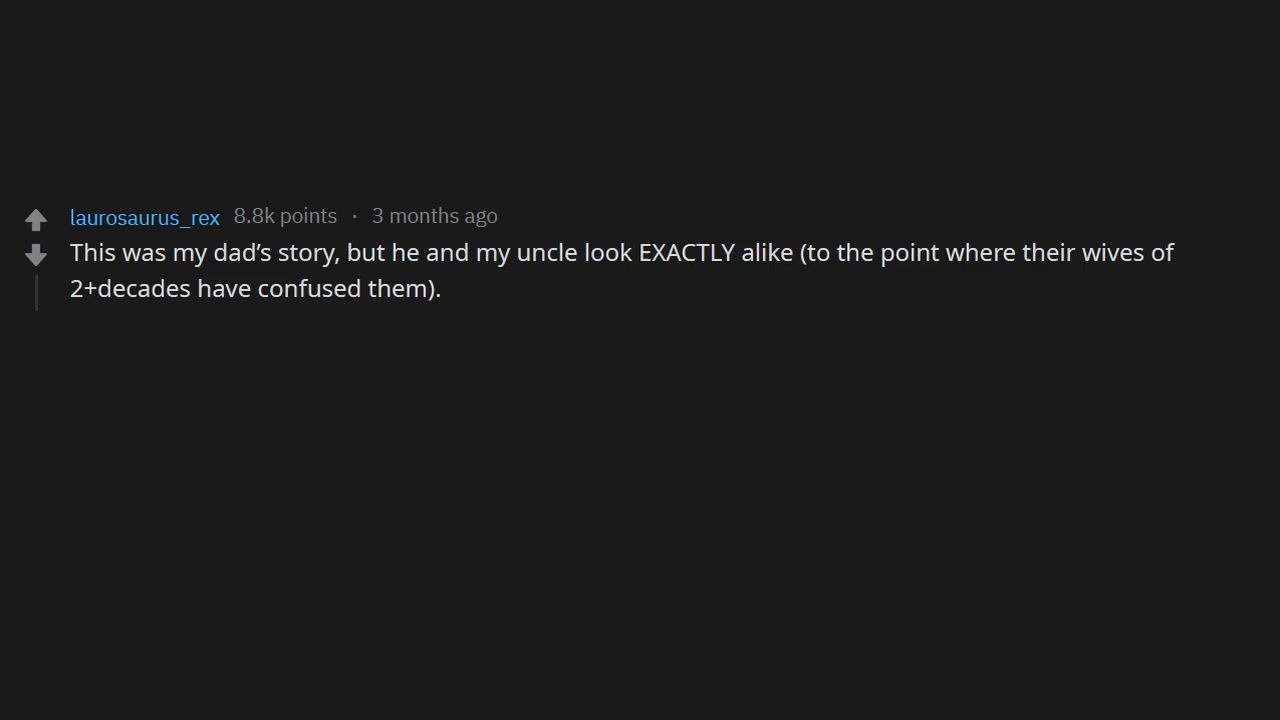 laurosaurus_rex 8.8k points · 3 months ago
This was my dad’s story, but he and my uncle look EXACTLY alike (to the point where their wives of
2+decades have confused them).